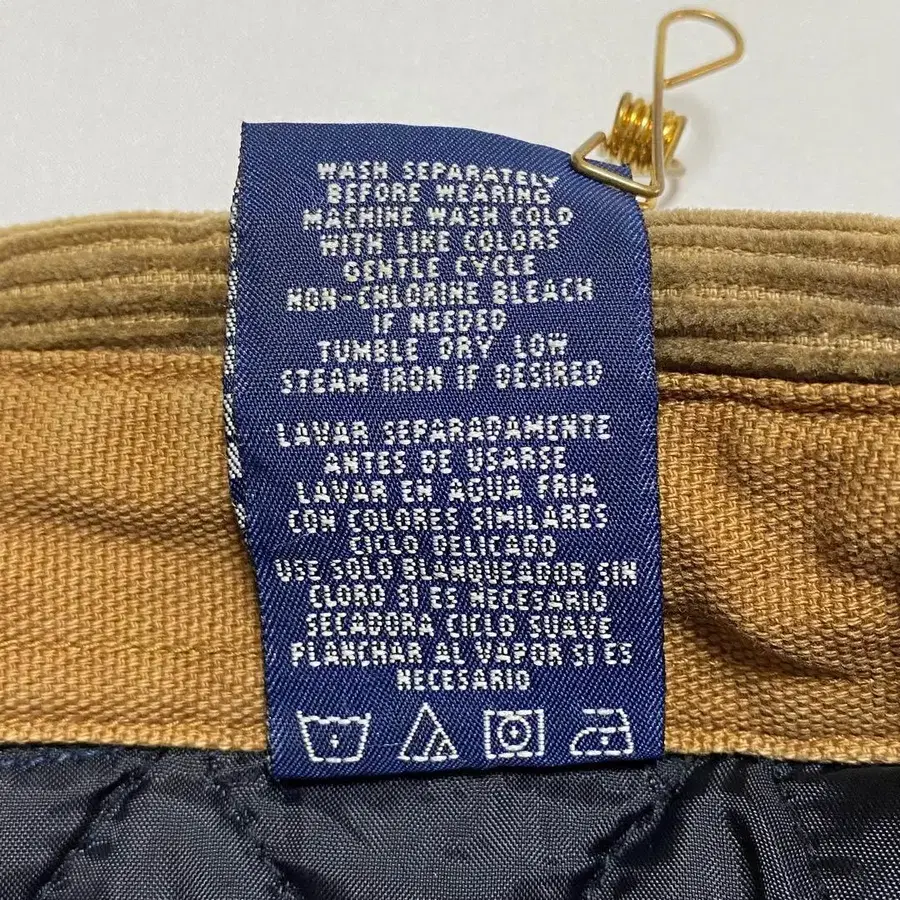 WASH SEPARATELY
BEFORE WEARING
MACHINE WASH COLD
WITH LIKE COLORS
GENTLE CYCLE
NON-CHLORINE BLEACH
IF NEEDED
TUMBLE DRY LOW
STEAM IRON IF DESIRED
LAVAR SEPARADAMENTE
ANTES DE USARSE
LAVAR EN AGUA FRIA
CON COLORES SIMILARES
CICLO DELICADO
USE SOLO BLANQUEADOR SIN
CLORO SI ES NECESARIO
SECADORA CICLO SUAVE
PLANCHAR AL VAPOR SI ES
NECESARIO